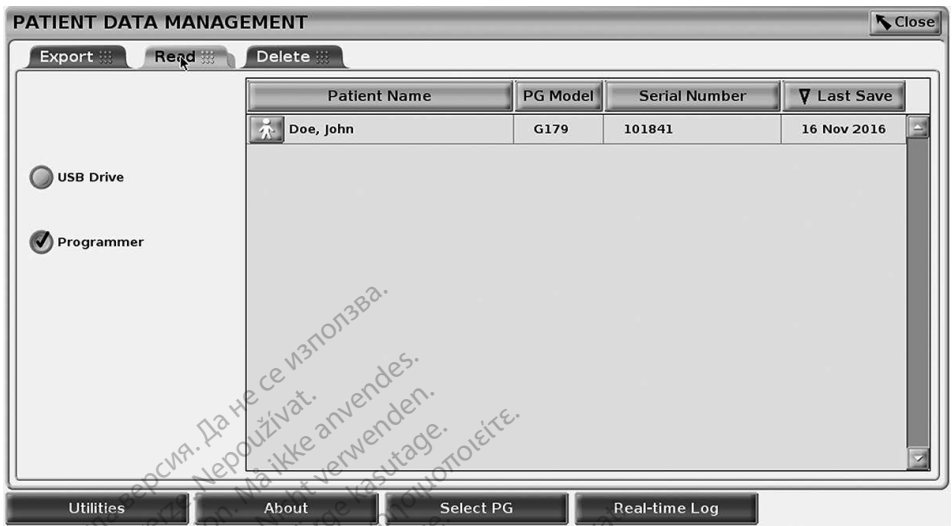 PATIENT DATA MANAGEMENT
Close
Export
Read
Delete
Patient Name
PG Model
Serial Number
Last Save
Doe, John
G179
101841
16 Nov 2016
USB Drive
Programmer
версия. Да не се използва.
Nepoužívat.
Må ikke anvendes.
Nicht verwenden.
kasutage.
Utilities
About
Select PG
Real-time Log